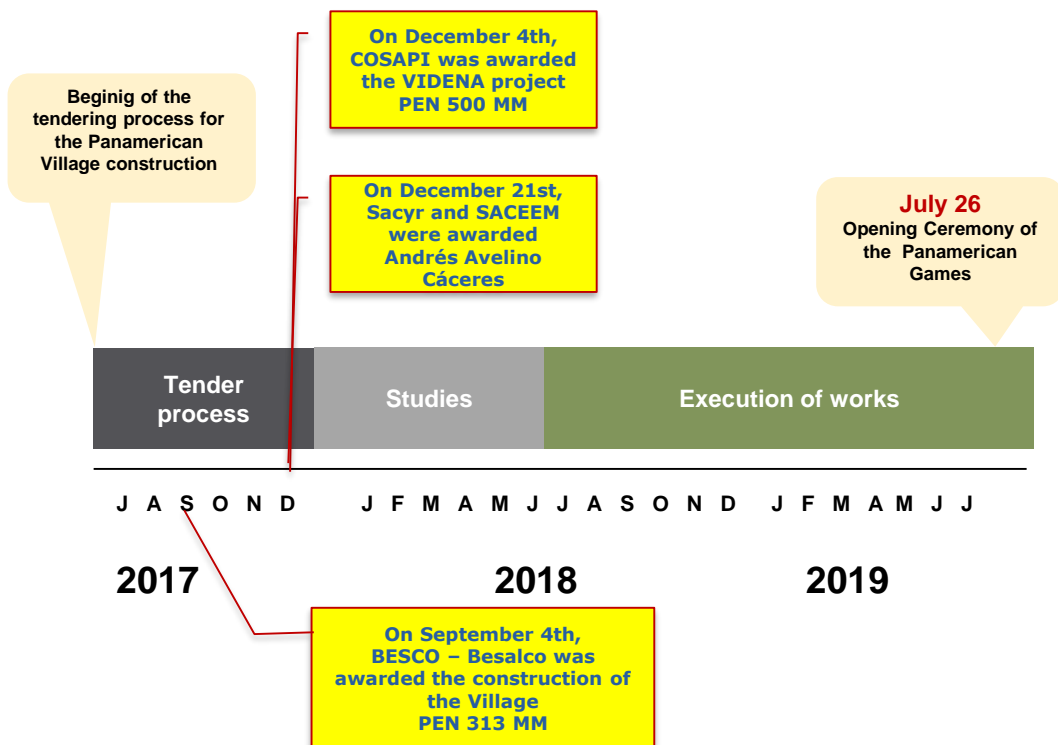 On December 4th,
COSAPI was awarded
the VIDENA project
PEN 500 MM
Beginig of the
tendering process for
the Panamerican
Village construction
On December 21st,
Sacyr and SACEEM
were awarded
Andrés Avelino
Cáceres
July 26
Opening Ceremony of
the Panamerican
Games
Tender
process
Studies
Execution of works
J A S O N D J F M A M J J A S O N D J F M A M J J
2017 2018 2019
On September 4th,
BESCO – Besalco was
awarded the construction of
the Village
PEN 313 MM